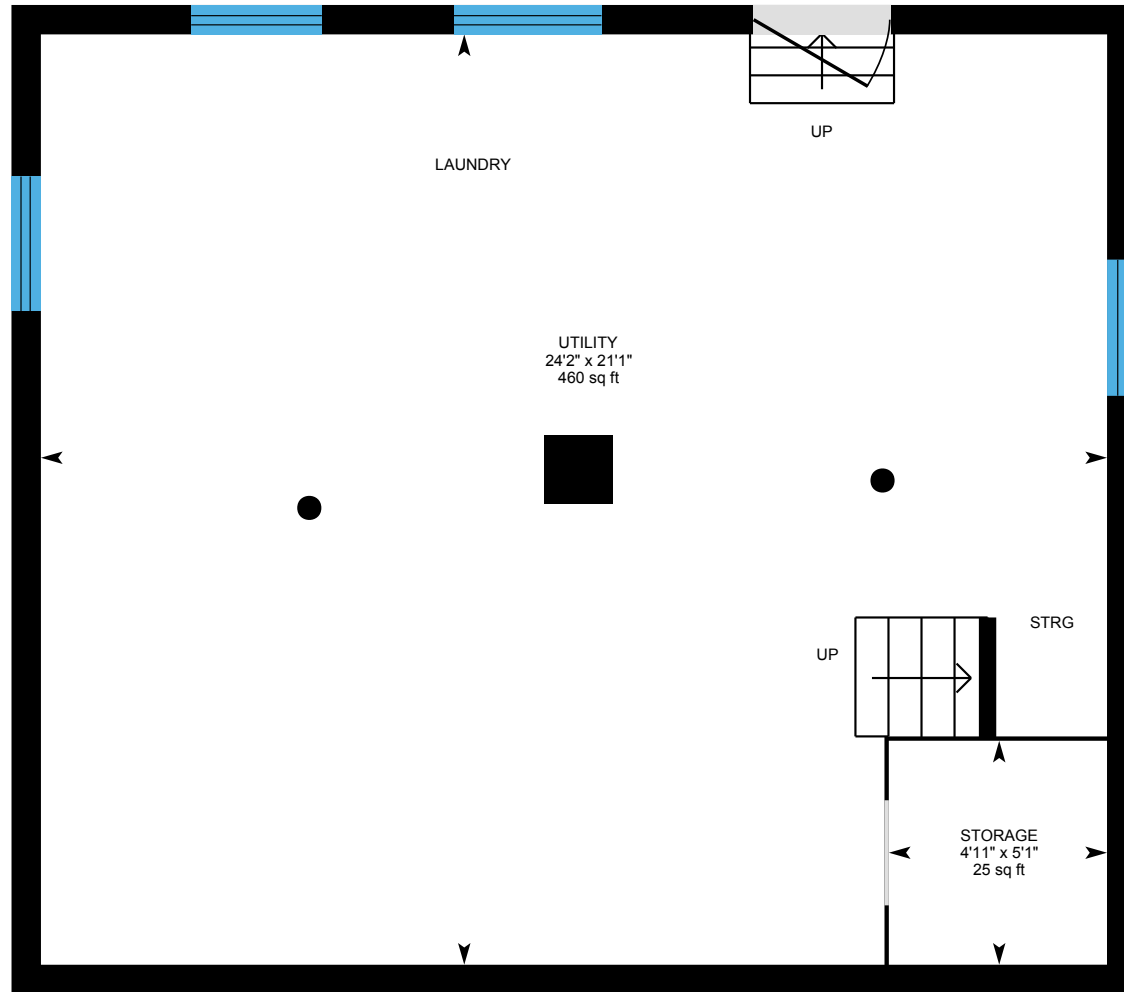 UP
LAUNDRY
UTILITY
24'2" x 21'1"
460 sq ft
STRG
UP
STORAGE
4'11" x 5'1"
25 sq ft